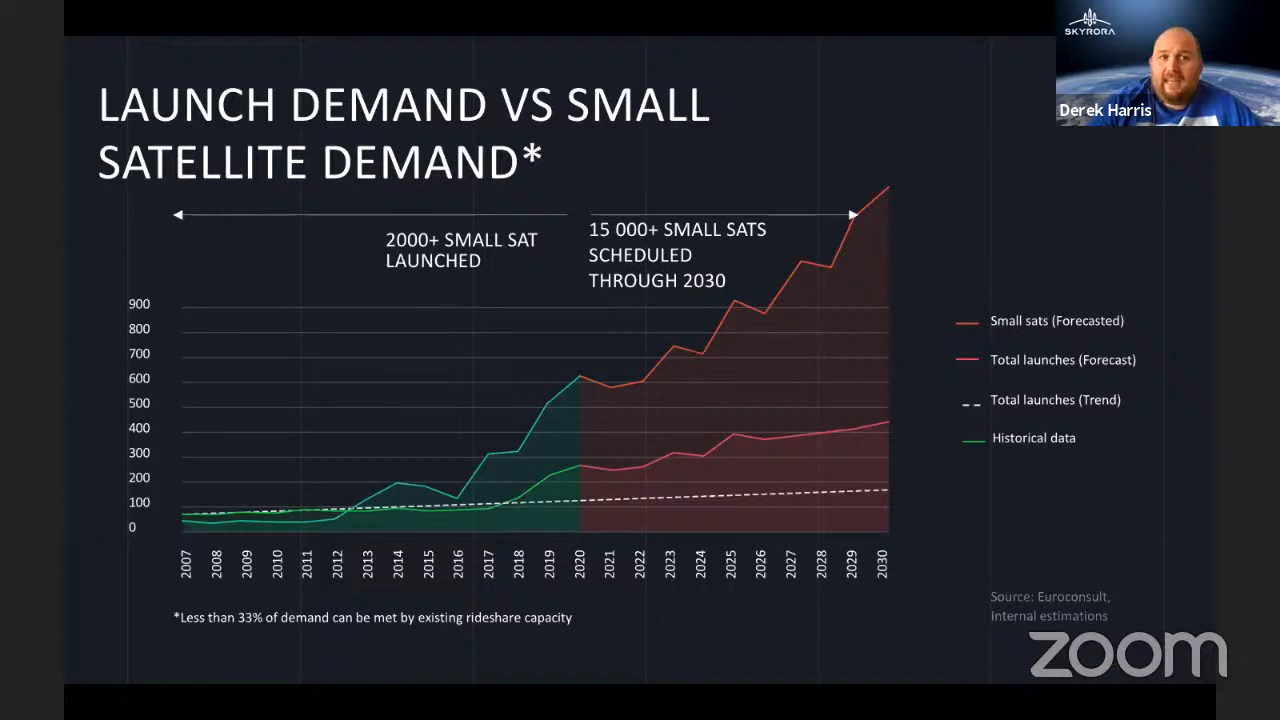 SKYRORA
Derek Harris
LAUNCH DEMAND VS SMALL
SATELLITE DEMAND*
2000+ SMALL SAT
LAUNCHED
15 000+ SMALL SATS
SCHEDULED
THROUGH 2030
900
800
700
600
500
400
300
200
100
0
2007
2008
2009
2010
2011
2012
2013
2014
2015
2016
2017
2018
2019
2020
2021
2022
2023
2024
2025
2026
2027
2028
2029
2030
Small sats (Forecasted)
Total launches (Forecast)
Total launches (Trend)
Historical data
*Less than 33% of demand can be met by existing rideshare capacity
Source: Euroconsult,
Internal estimations
zoom